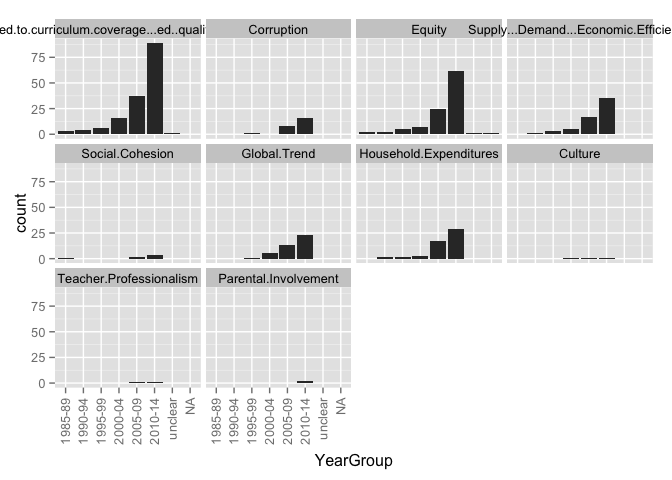 ed.to.curriculum.coverage...ed..quali
Corruption
Equity
Supply...Demand...Economic.Efficie
75
50
25
0
Social.Cohesion
Global.Trend
Household.Expenditures
Culture
75
50
25
0
Teacher.Professionalism
Parental.Involvement
75
50
25
0
count
1985-89
1990-94
1995-99
2000-04
2005-09
2010-14
unclear
NA
1985-89
1990-94
1995-99
2000-04
2005-09
2010-14
unclear
NA
YearGroup